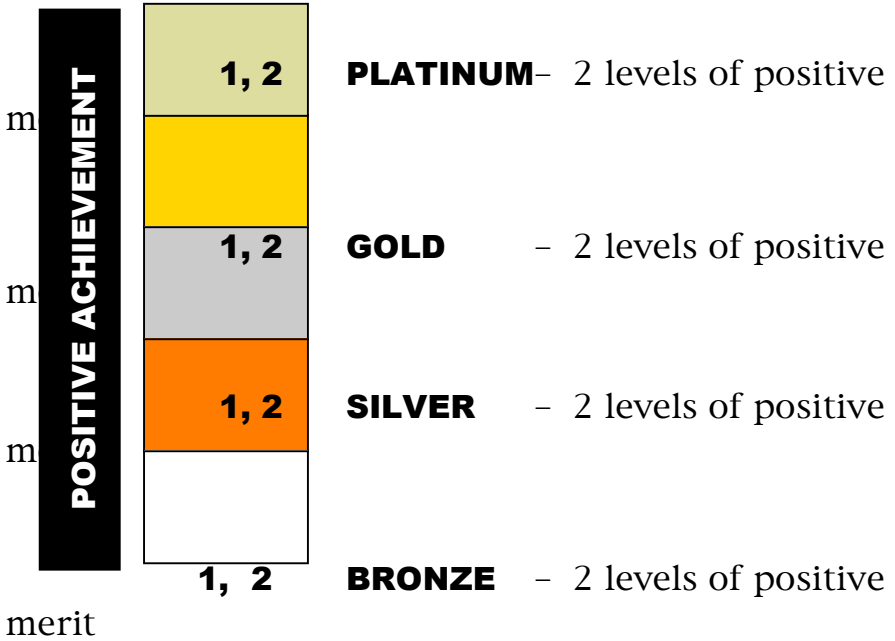 POSITIVE ACHIEVEMENT
1, 2 PLATINUM– 2 levels of positive
m
1, 2 GOLD – 2 levels of positive
m
1, 2 SILVER – 2 levels of positive
m
1, 2 BRONZE – 2 levels of positive
merit